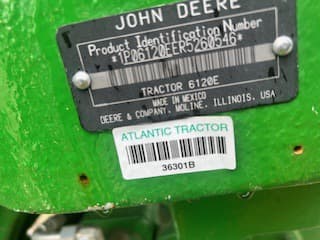 JOHN DEERE
Product Identification Number
*1P06120EER5260546*
TRACTOR 6120E
MADE IN MEXICO
DEERE & COMPANY, MOLINE, ILLINOIS, USA
ATLANTIC TRACTOR
36301B